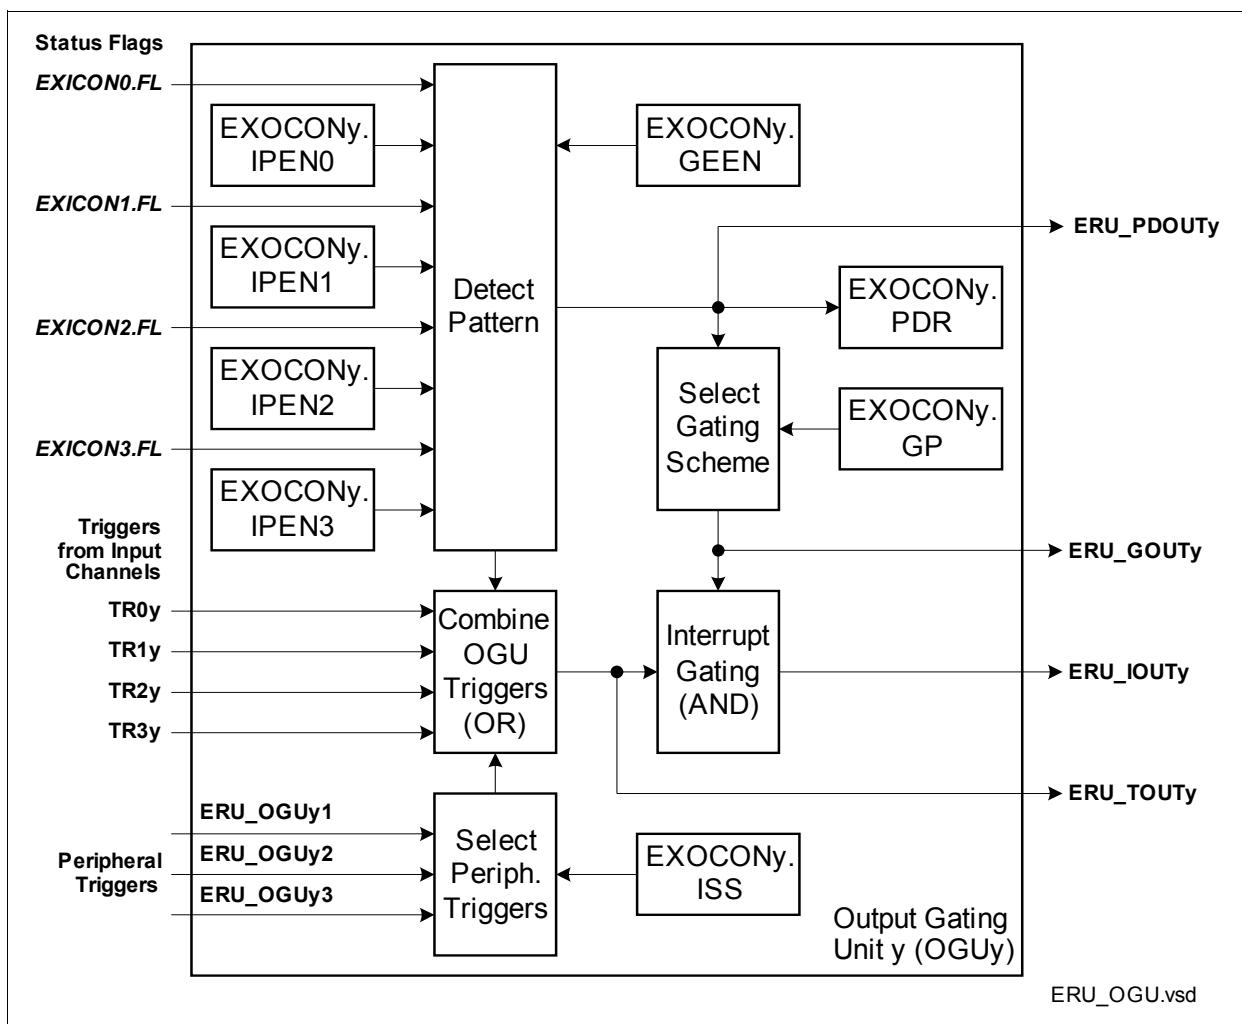 Status Flags
EXICON0.FL
EXOCONy.
IPEN0
EXICON1.FL
EXOCONy.
IPEN1
EXICON2.FL
EXOCONy.
IPEN2
EXICON3.FL
EXOCONy.
IPEN3
Detect
Pattern
EXOCONy.
GEEN
ERU_PDOUTy
EXOCONy.
PDR
Select
Gating
Scheme
EXOCONy.
GP
ERU_GOUTy
Triggers
from Input
Channels
TR0y
TR1y
TR2y
TR3y
Combine
OGU
Triggers
(OR)
Interrupt
Gating
(AND)
ERU_IOUTy
ERU_TOUTy
Peripheral
Triggers
ERU_OGUy1
ERU_OGUy2
ERU_OGUy3
Select
Periph.
Triggers
EXOCONy.
ISS
Output Gating
Unit y (OGUy)
ERU_OGU.vsd